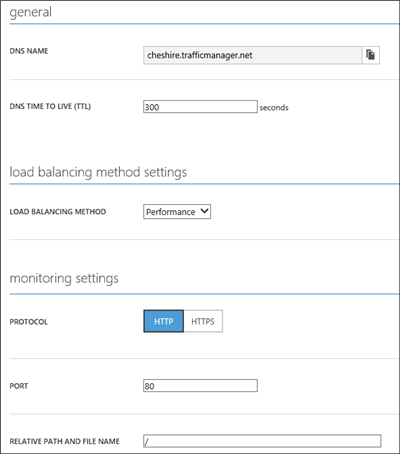 general
DNS NAME
cheshire.trafficmanager.net
DNS TIME TO LIVE (TTL)
300 seconds
load balancing method settings
LOAD BALANCING METHOD
Performance
monitoring settings
PROTOCOL
HTTP HTTPS
PORT
80
RELATIVE PATH AND FILE NAME
/